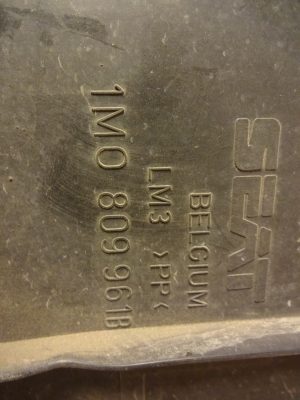 SEAT
BELGIUM
LM3 >PP<
1M0 809 961B